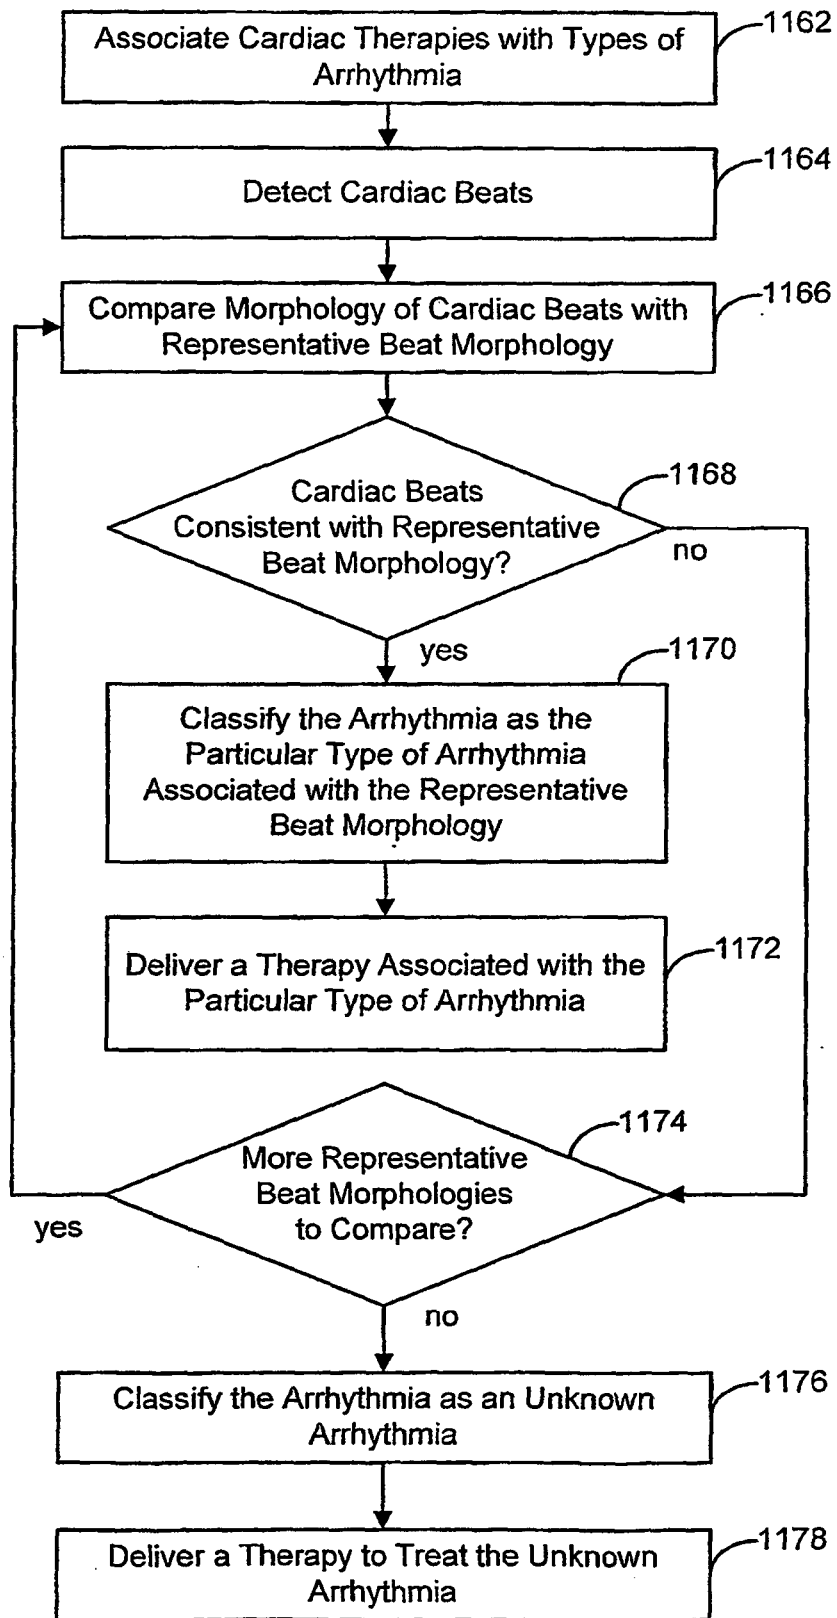 Associate Cardiac Therapies with Types of
Arrhythmia
1162
Detect Cardiac Beats
1164
Compare Morphology of Cardiac Beats with
Representative Beat Morphology
1166
Cardiac Beats
Consistent with Representative
Beat Morphology?
1168
no
yes
1170
Classify the Arrhythmia as the
Particular Type of Arrhythmia
Associated with the Representative
Beat Morphology
Deliver a Therapy Associated with the
Particular Type of Arrhythmia
1172
More Representative
Beat Morphologies
to Compare?
1174
yes
no
Classify the Arrhythmia as an Unknown
Arrhythmia
1176
Deliver a Therapy to Treat the Unknown
Arrhythmia
1178